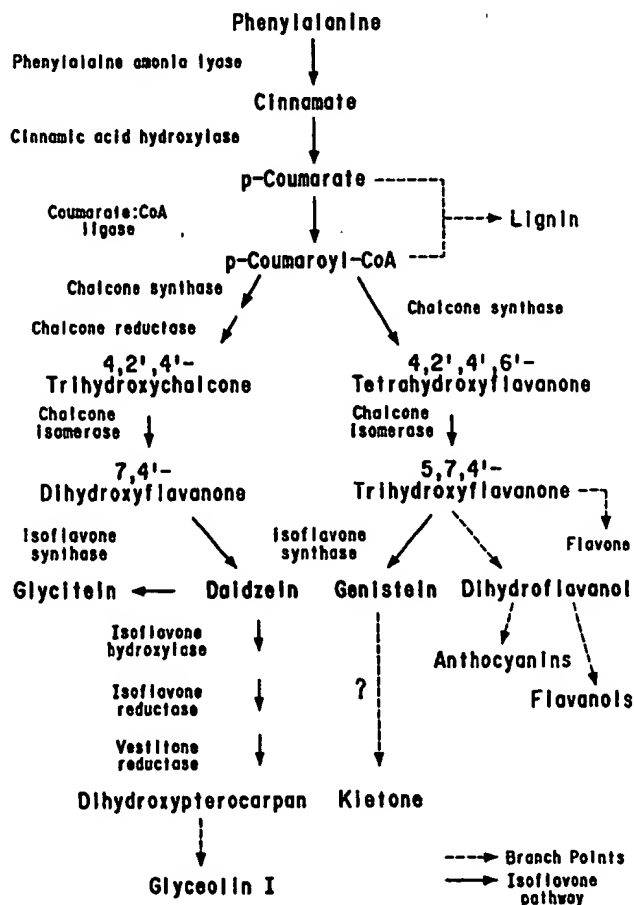 Phenylalanine
Phenylalaine amonia lyase
Cinnamate
Cinnamic acid hydroxylase
p-Coumarate
Coumarate:CoA
ligase
Lignin
p-Coumaroyl-CoA
Chalcone synthase
Chalcone reductase
Chalcone synthase
4,2',4'-
Trihydroxychalcone
4,2',4',6'-
Tetrahydroxyflavanone
Chalcone
isomerase
Chalcone
isomerase
7,4'-
Dihydroxyflavanone
5,7,4'-
Trihydroxyflavanone
Isoflavone
synthase
Isoflavone
synthase
Flavone
Glycitein
Daidzein
Genistein
Dihydroflavanol
Isoflavone
hydroxylase
Isoflavone
reductase
Vestitone
reductase
?
Anthocyanins
Flavanols
Dihydroxypterocarpan
Kietone
Glyceolin I
Branch Points
Isoflavone
pathway